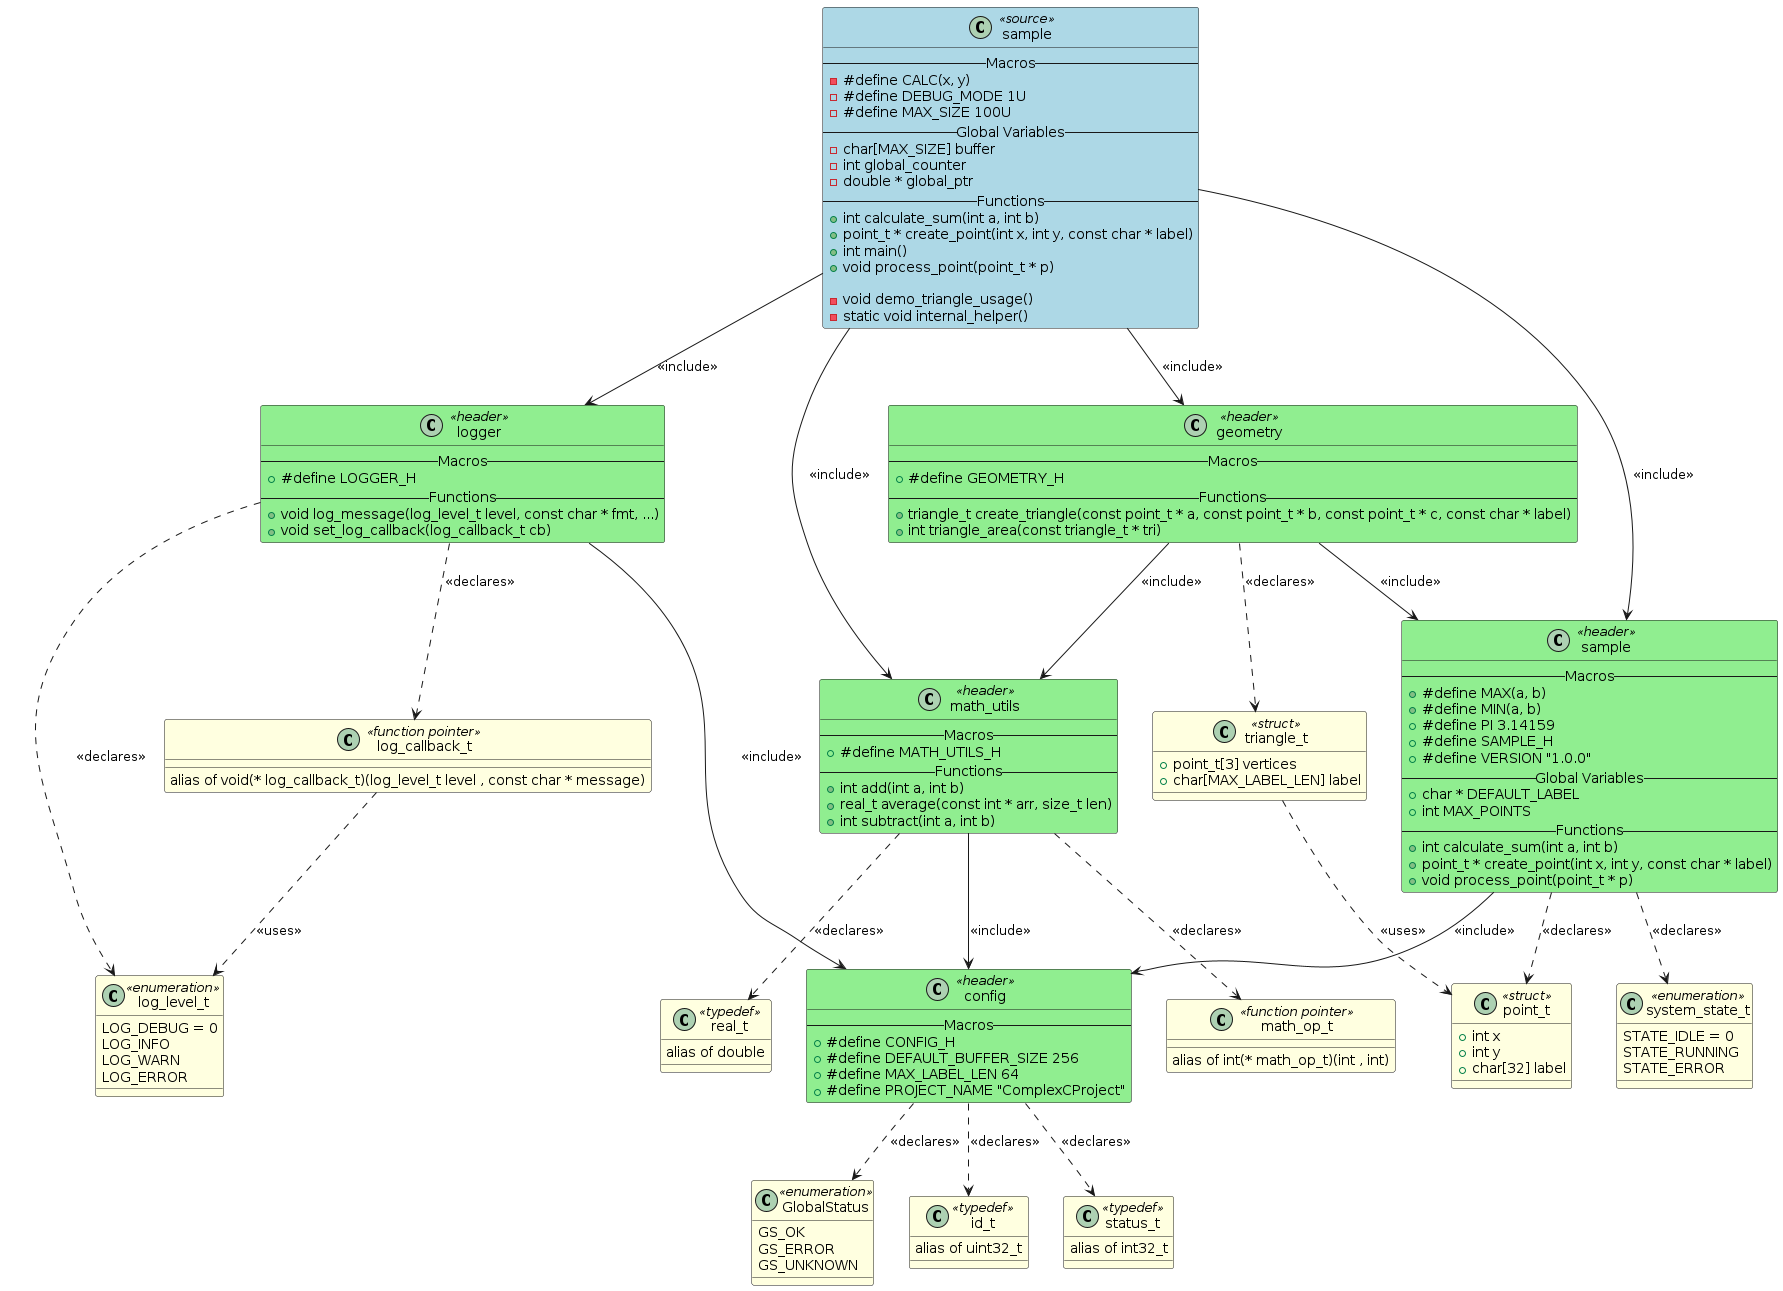 «source»
C
sample
Macros
#define CALC(x, y)
#define DEBUG_MODE 1U
#define MAX_SIZE 100U
Global Variables
char[MAX_SIZE] buffer
int global_counter
double * global_ptr
Functions
int calculate_sum(int a, int b)
point_t * create_point(int x, int y, const char * label)
int main()
void process_point(point_t * p)
void demo_triangle_usage()
static void internal_helper()
«include»
«include»
«include»
«include»
«header»
C
logger
Macros
#define LOGGER_H
Functions
void log_message(log_level_t level, const char * fmt, ...)
void set_log_callback(log_callback_t cb)
«header»
C
geometry
Macros
#define GEOMETRY_H
Functions
triangle_t create_triangle(const point_t * a, const point_t * b, const point_t * c, const char * label)
int triangle_area(const triangle_t * tri)
«declares»
«include»
«declares»
«include»
«declares»
«include»
«function pointer»
C
log_callback_t
alias of void(* log_callback_t)(log_level_t level , const char * message)
«header»
C
math_utils
Macros
#define MATH_UTILS_H
Functions
int add(int a, int b)
real_t average(const int * arr, size_t len)
int subtract(int a, int b)
«struct»
C
triangle_t
point_t[3] vertices
char[MAX_LABEL_LEN] label
«header»
C
sample
Macros
#define MAX(a, b)
#define MIN(a, b)
#define PI 3.14159
#define SAMPLE_H
#define VERSION "1.0.0"
Global Variables
char * DEFAULT_LABEL
int MAX_POINTS
Functions
int calculate_sum(int a, int b)
point_t * create_point(int x, int y, const char * label)
void process_point(point_t * p)
«uses»
«declares»
«include»
«declares»
«uses»
«include»
«declares»
«declares»
«enumeration»
C
log_level_t
LOG_DEBUG = 0
LOG_INFO
LOG_WARN
LOG_ERROR
«typedef»
C
real_t
alias of double
«header»
C
config
Macros
#define CONFIG_H
#define DEFAULT_BUFFER_SIZE 256
#define MAX_LABEL_LEN 64
#define PROJECT_NAME "ComplexCProject"
«function pointer»
C
math_op_t
alias of int(* math_op_t)(int , int)
«struct»
C
point_t
int x
int y
char[32] label
«enumeration»
C
system_state_t
STATE_IDLE = 0
STATE_RUNNING
STATE_ERROR
«declares»
«declares»
«declares»
«enumeration»
C
GlobalStatus
GS_OK
GS_ERROR
GS_UNKNOWN
«typedef»
C
id_t
alias of uint32_t
«typedef»
C
status_t
alias of int32_t